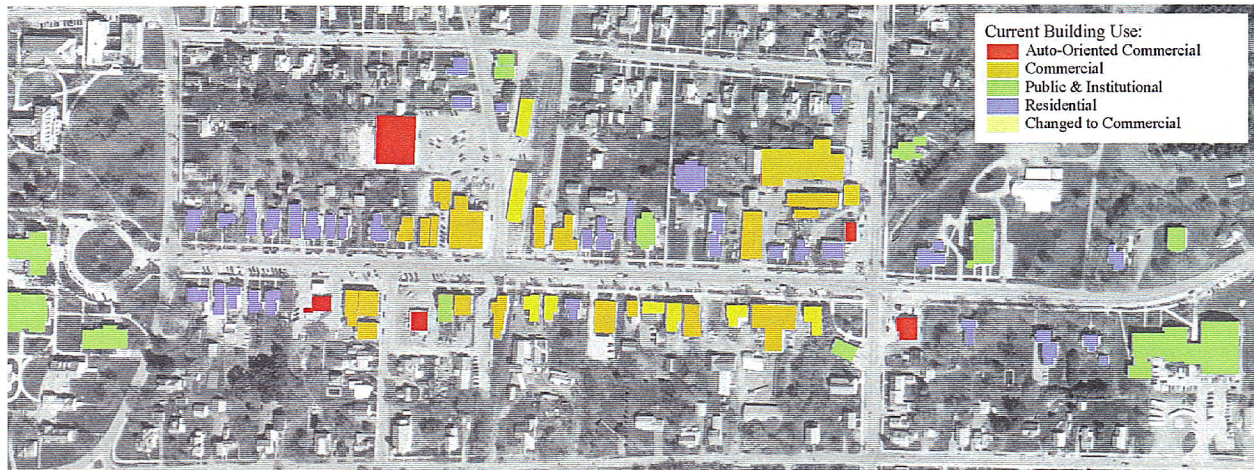 Current Building Use:
Auto-Oriented Commercial
Commercial
Public & Institutional
Residential
Changed to Commercial